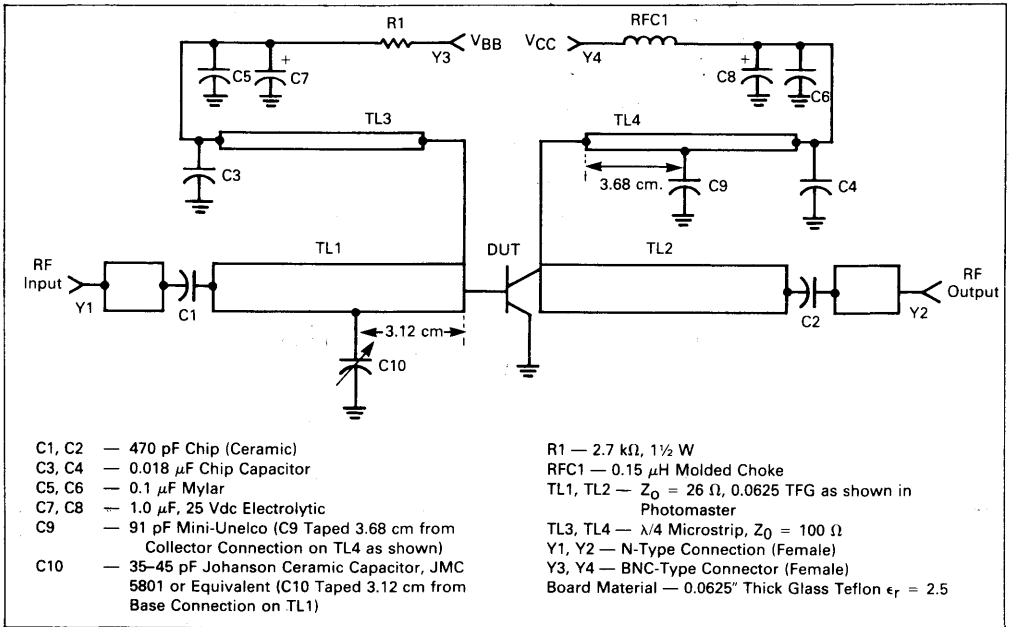 R1
RFC1
VBB
VCC
Y3
Y4
C5
C7
+
+
C8
C6
TL3
TL4
C3
3.68 cm.
C9
C4
TL1
DUT
TL2
RF
Input
RF
Output
Y1
C1
3.12 cm
C10
C2
Y2
C1, C2 — 470 pF Chip (Ceramic)
C3, C4 — 0.018 µF Chip Capacitor
C5, C6 — 0.1 µF Mylar
C7, C8 — 1.0 µF, 25 Vdc Electrolytic
C9 — 91 pF Mini-Unelco (C9 Taped 3.68 cm from
Collector Connection on TL4 as shown)
C10 — 35–45 pF Johanson Ceramic Capacitor, JMC
5801 or Equivalent (C10 Taped 3.12 cm from
Base Connection on TL1)
R1 — 2.7 kΩ, 1½ W
RFC1 — 0.15 µH Molded Choke
TL1, TL2 — ZO = 26 Ω, 0.0625 TFG as shown in
Photomaster
TL3, TL4 — λ/4 Microstrip, Z0 = 100 Ω
Y1, Y2 — N-Type Connection (Female)
Y3, Y4 — BNC-Type Connector (Female)
Board Material — 0.0625″ Thick Glass Teflon εr = 2.5